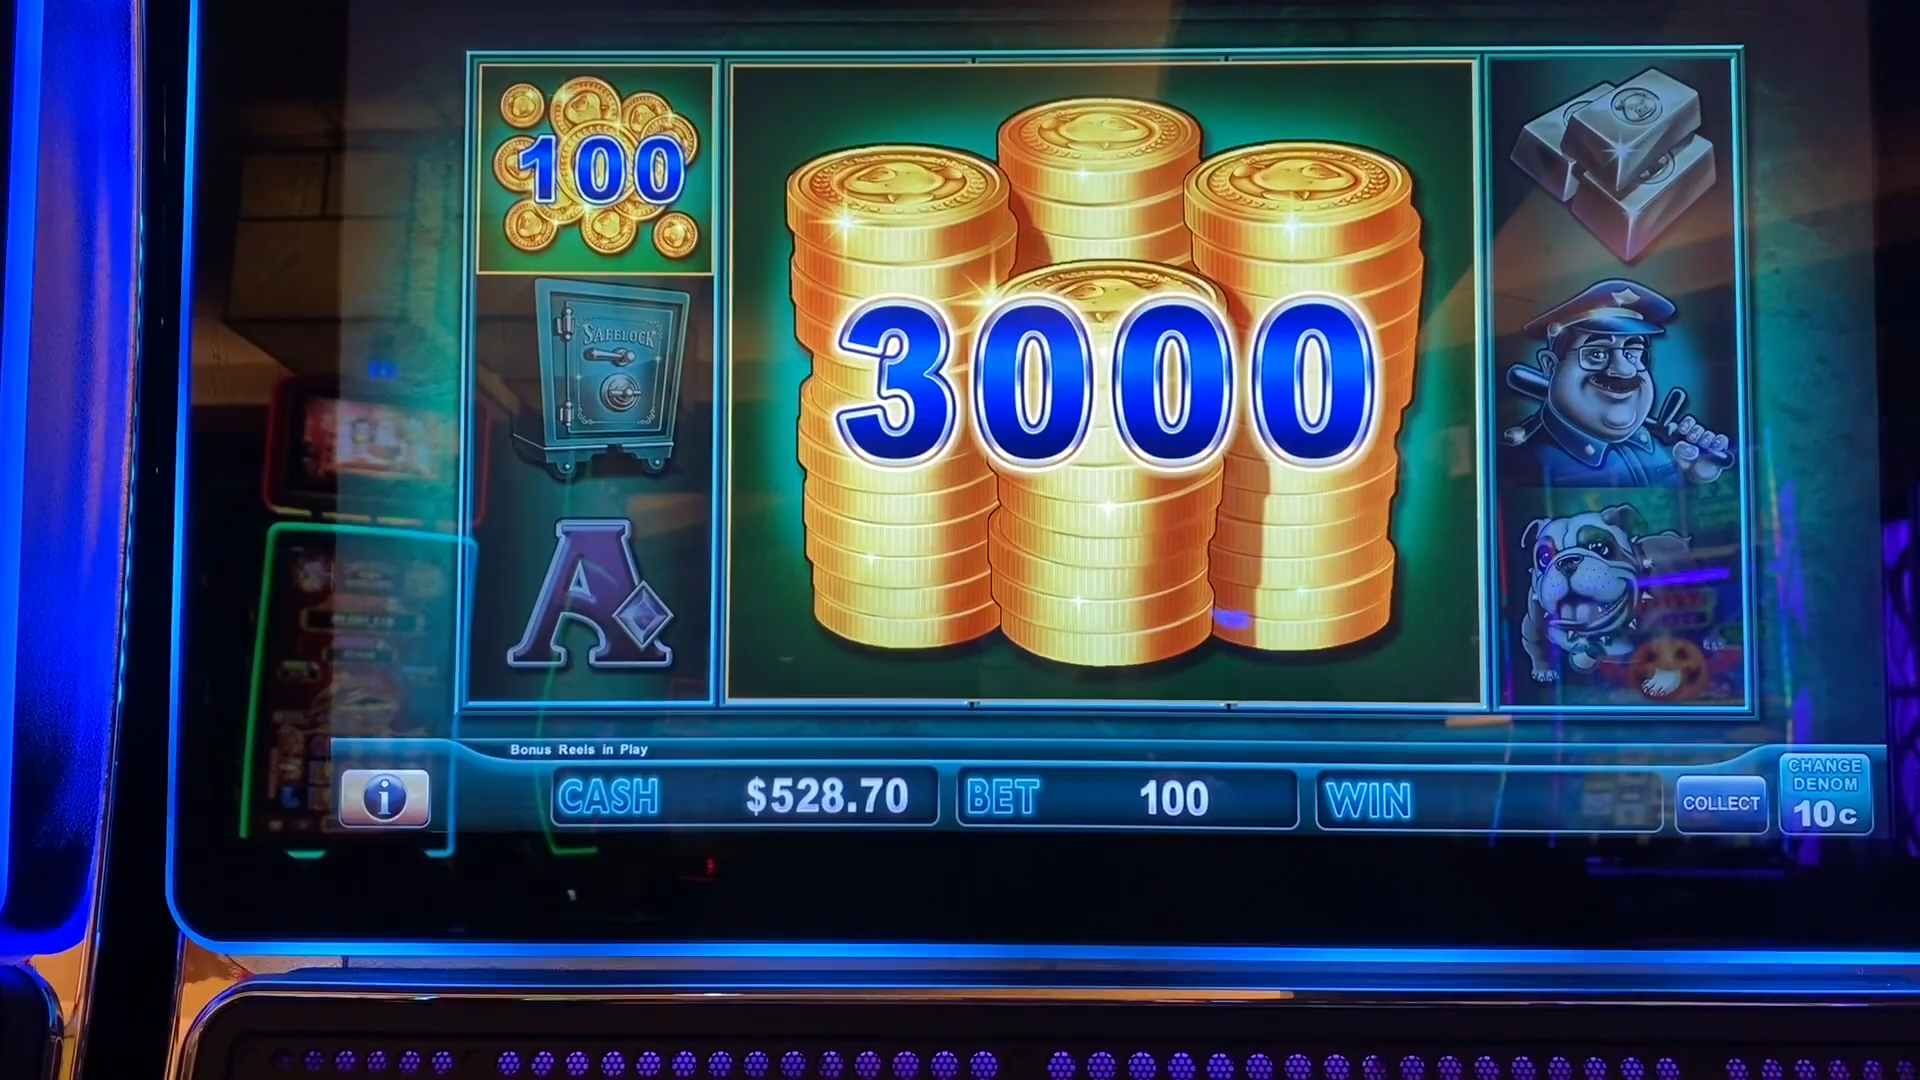 100
3000
SAFELOCK
A
Bonus Reels in Play
i
CASH $528.70
BET 100
WIN
COLLECT
CHANGE
DENOM
10c